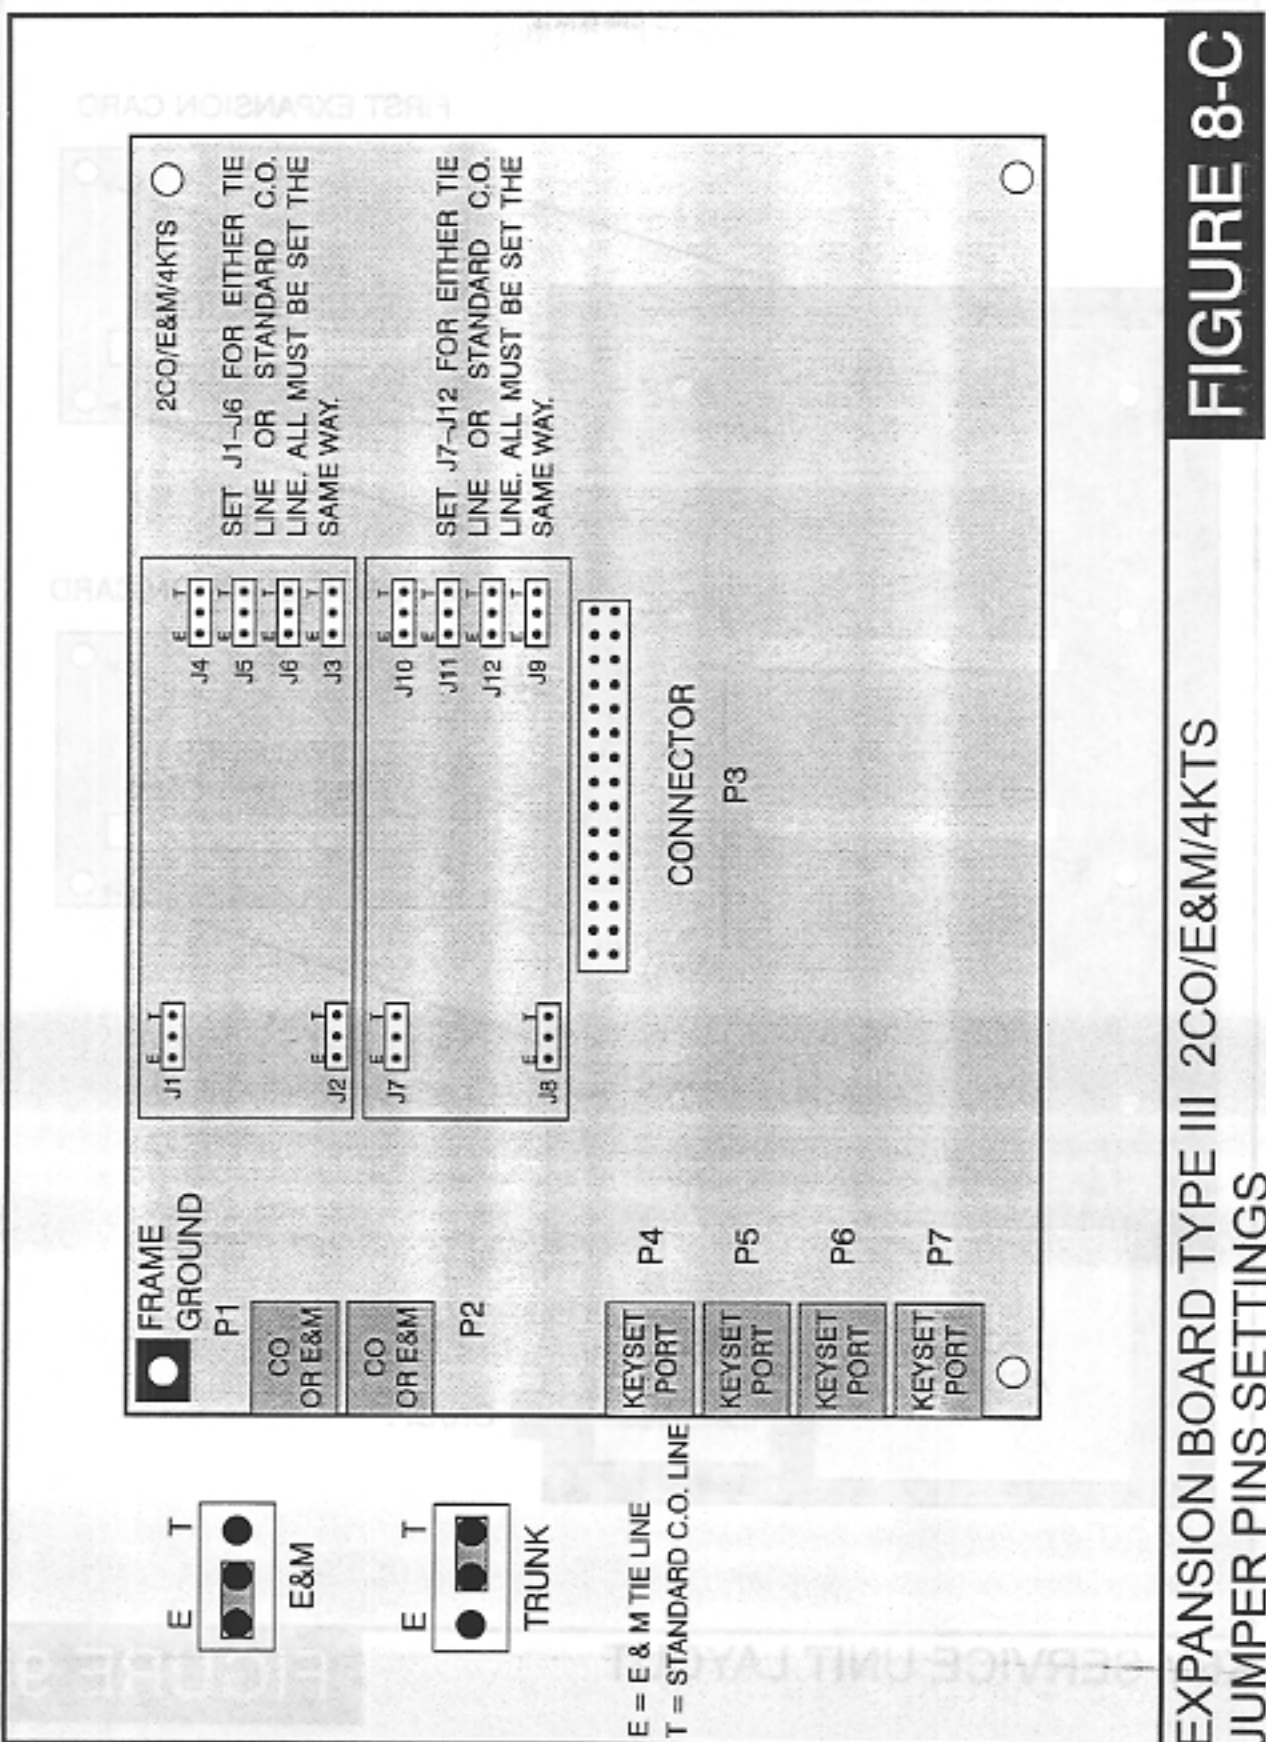 FRAME
GROUND
P1
CO
OR E&M
CO
OR E&M
P2
KEYSET
PORT
P4
KEYSET
PORT
P5
KEYSET
PORT
P6
KEYSET
PORT
P7
E T
J1
E T
J2
E T
J7
E T
J8
E T
J4
E T
J5
E T
J6
E T
J3
E T
J10
E T
J11
E T
J12
E T
J9
2CO/E&M/4KTS
SET J1–J6 FOR EITHER TIE
LINE OR STANDARD C.O.
LINE. ALL MUST BE SET THE
SAME WAY.
SET J7–J12 FOR EITHER TIE
LINE OR STANDARD C.O.
LINE. ALL MUST BE SET THE
SAME WAY.
CONNECTOR
P3
E T
E&M
E T
TRUNK
E = E & M TIE LINE
T = STANDARD C.O. LINE
EXPANSION BOARD TYPE III 2CO/E&M/4KTS
JUMPER PINS SETTINGS
FIGURE 8-C
FIRST EXPANSION CARD
SERVICE UNIT LAYOUT